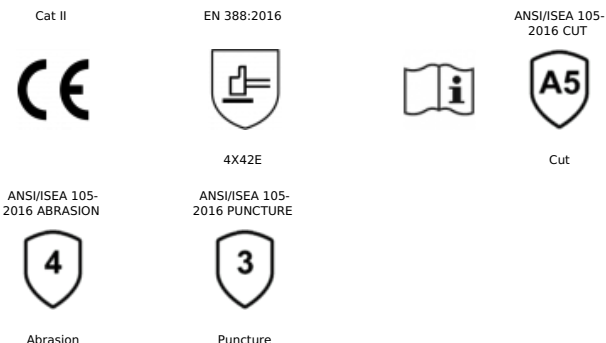 Cat II
EN 388:2016
ANSI/ISEA 105-
2016 CUT
CE
i
A5
4X42E
Cut
ANSI/ISEA 105-
2016 ABRASION
ANSI/ISEA 105-
2016 PUNCTURE
4
3
Abrasion
Puncture